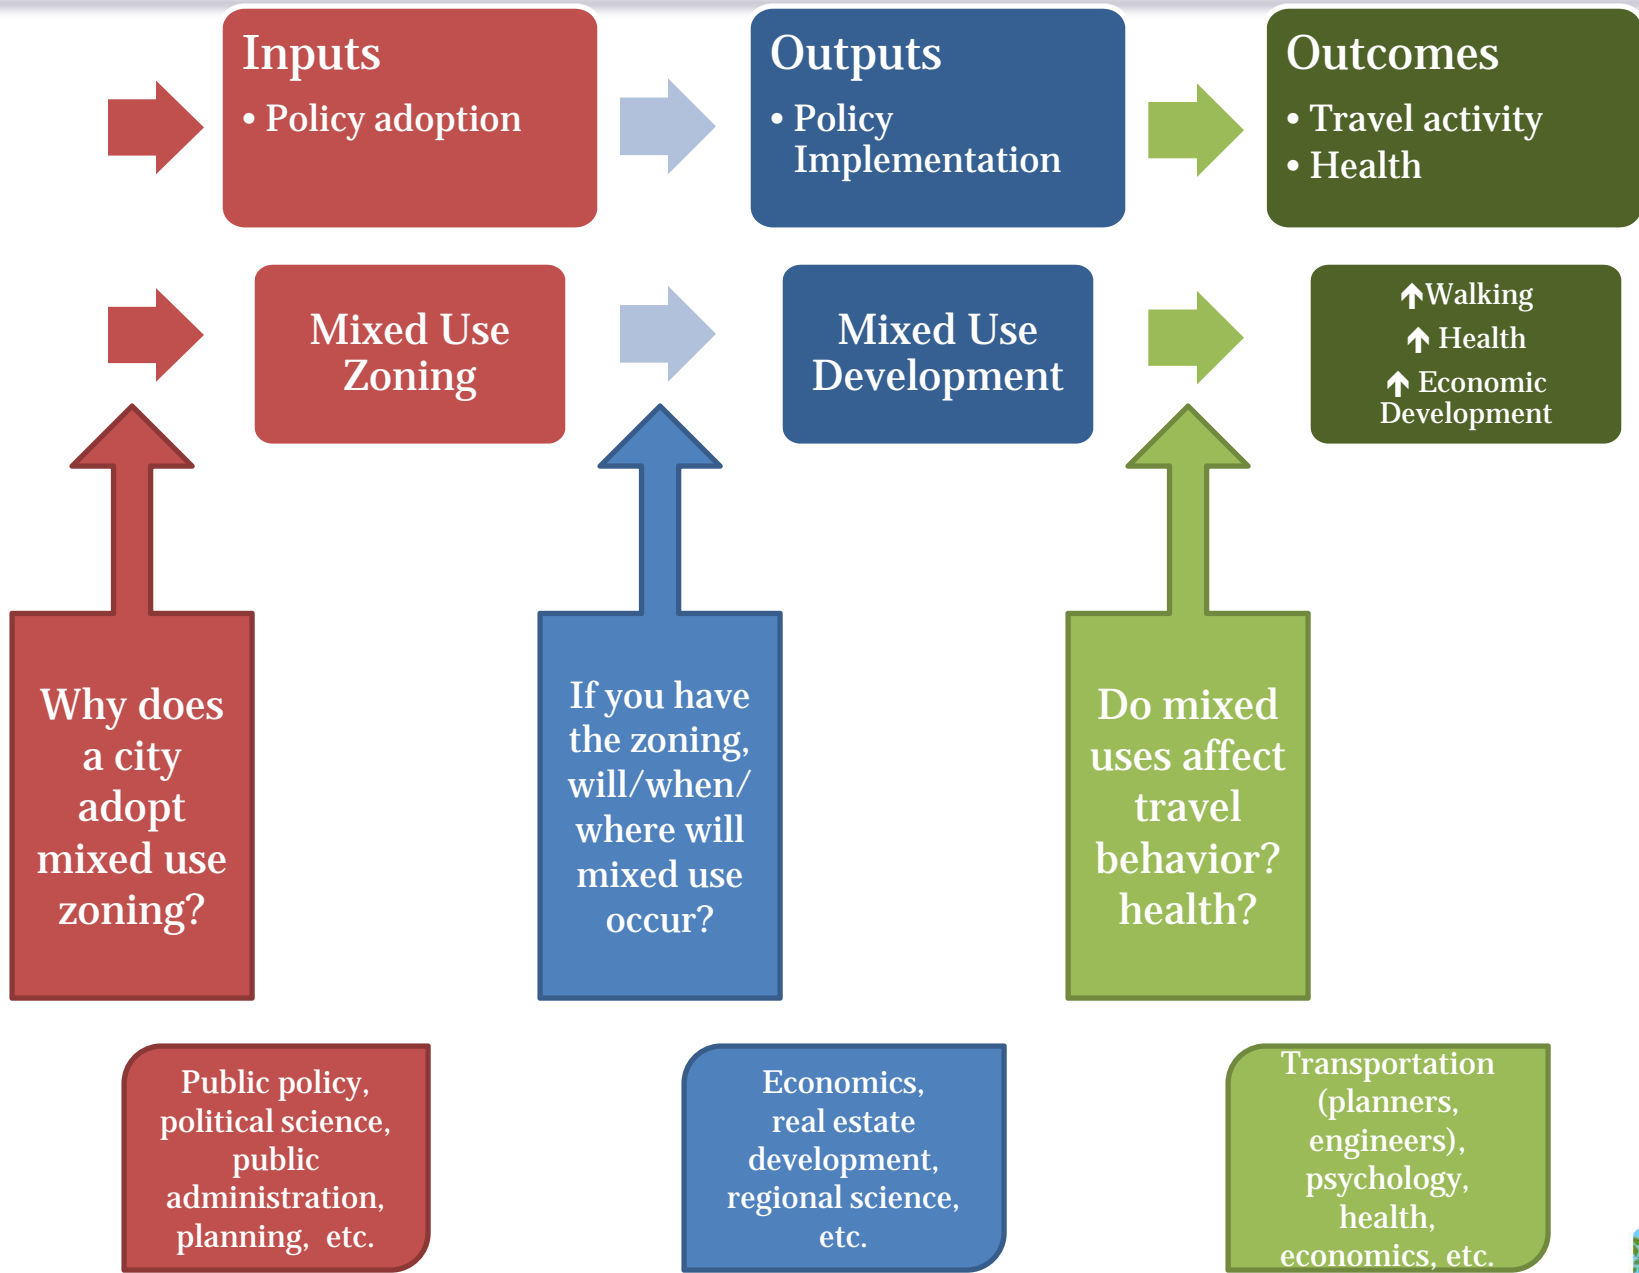 Inputs
• Policy adoption
Outputs
• Policy
Implementation
Outcomes
• Travel activity
• Health
Mixed Use
Zoning
Mixed Use
Development
↑Walking
↑ Health
↑ Economic
Development
Why does
a city
adopt
mixed use
zoning?
If you have
the zoning,
will/when/
where will
mixed use
occur?
Do mixed
uses affect
travel
behavior?
health?
Public policy,
political science,
public
administration,
planning, etc.
Economics,
real estate
development,
regional science,
etc.
Transportation
(planners,
engineers),
psychology,
health,
economics, etc.